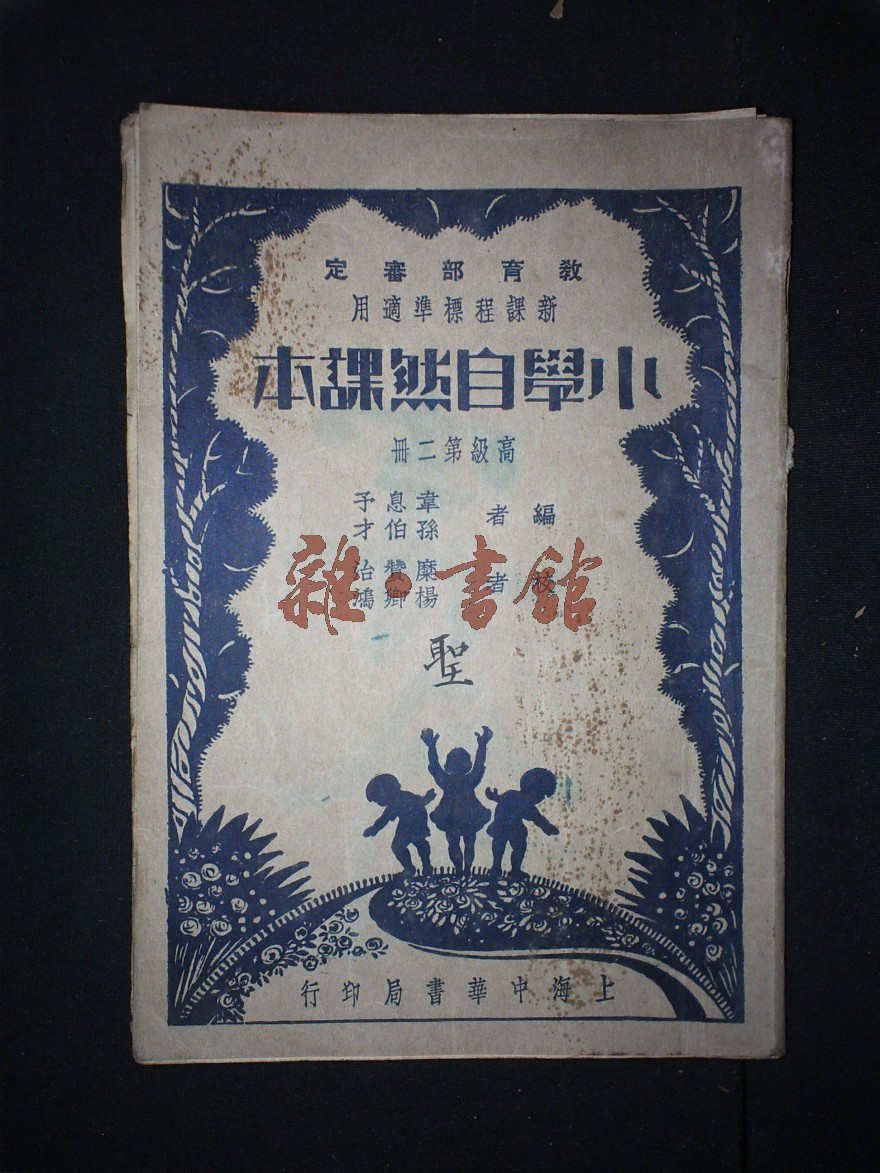 教育部審定
新課程標準適用
小學自然課本
高級第二冊
編者 韋息予
孫伯才
校者 糜贊治
楊卿鴻
雜·書館
聖
上海中華書局印行